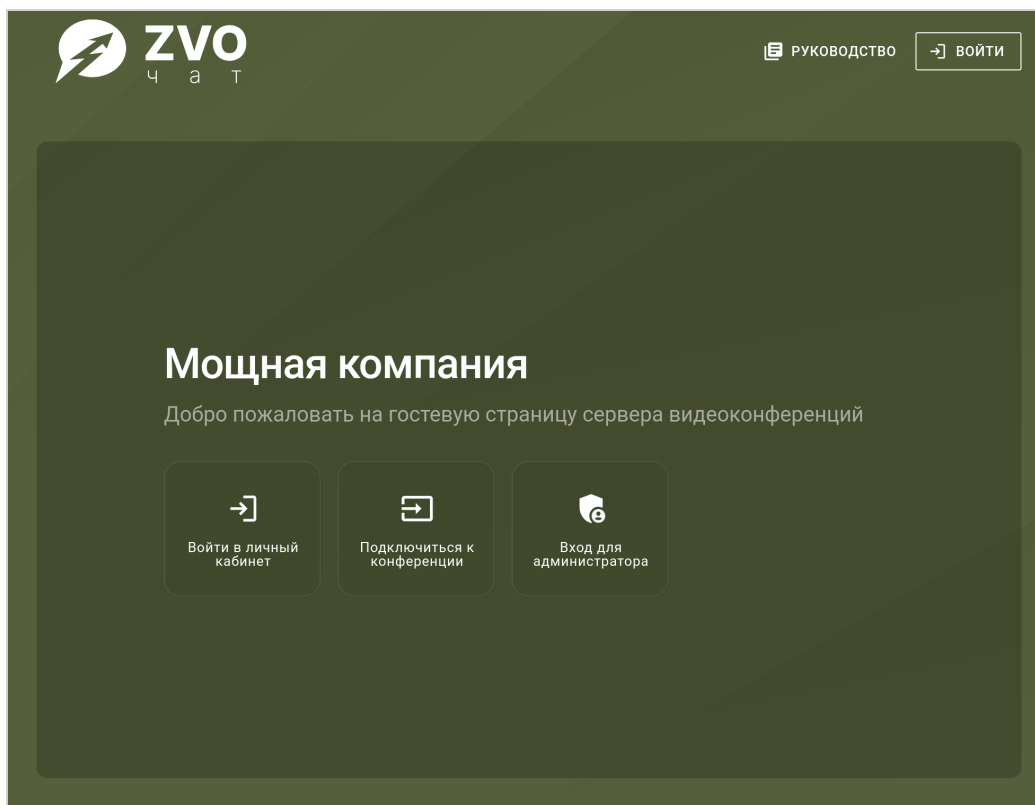 ZVO
чат
РУКОВОДСТВО
ВОЙТИ
Мощная компания
Добро пожаловать на гостевую страницу сервера видеоконференций
Войти в личный
кабинет
Подключиться к
конференции
Вход для
администратора